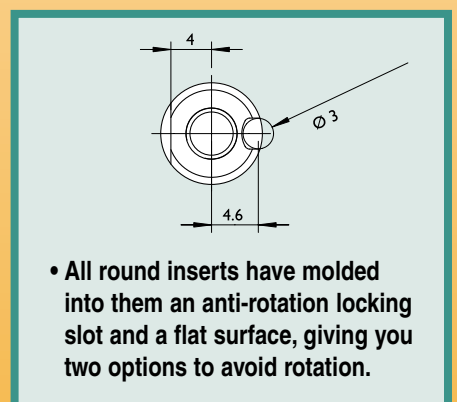 4
Ø 3
4.6
• All round inserts have molded
into them an anti-rotation locking
slot and a flat surface, giving you
two options to avoid rotation.